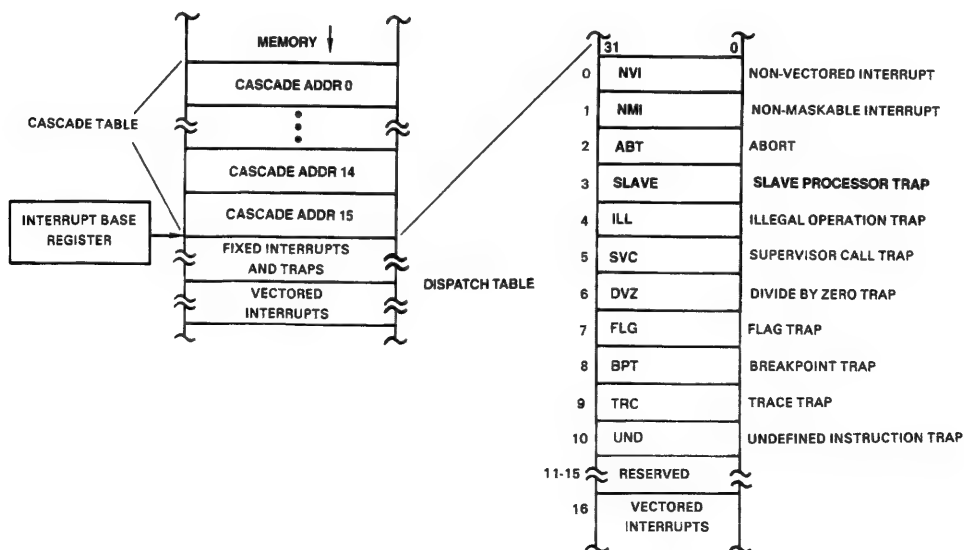 MEMORY
CASCADE ADDR 0
CASCADE TABLE
CASCADE ADDR 14
CASCADE ADDR 15
INTERRUPT BASE
REGISTER
FIXED INTERRUPTS
AND TRAPS
VECTORED
INTERRUPTS
DISPATCH TABLE
31 0
0 NVI NON-VECTORED INTERRUPT
1 NMI NON-MASKABLE INTERRUPT
2 ABT ABORT
3 SLAVE SLAVE PROCESSOR TRAP
4 ILL ILLEGAL OPERATION TRAP
5 SVC SUPERVISOR CALL TRAP
6 DVZ DIVIDE BY ZERO TRAP
7 FLG FLAG TRAP
8 BPT BREAKPOINT TRAP
9 TRC TRACE TRAP
10 UND UNDEFINED INSTRUCTION TRAP
11-15 RESERVED
16 VECTORED
INTERRUPTS